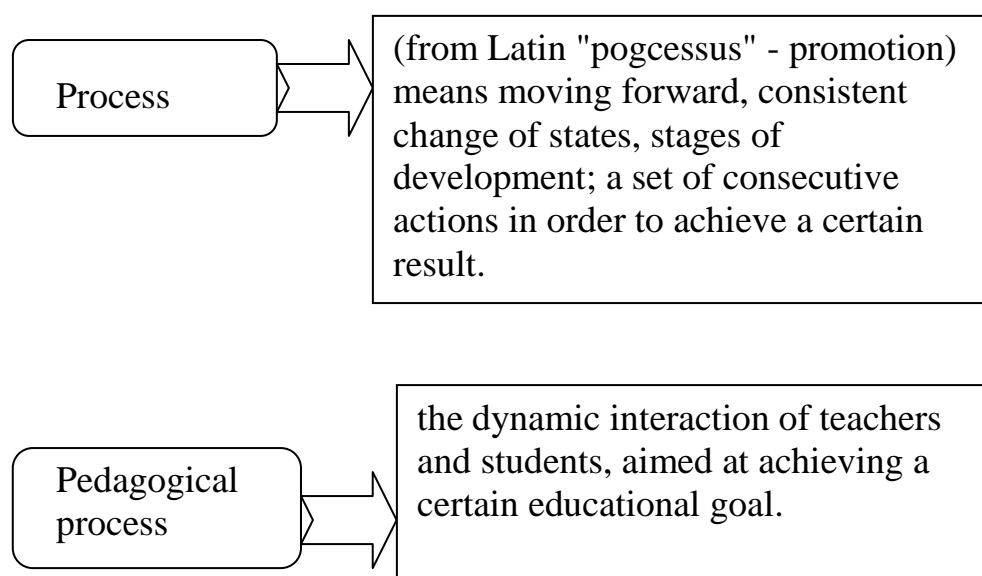 Process
(from Latin "pogcessus" - promotion)
means moving forward, consistent
change of states, stages of
development; a set of consecutive
actions in order to achieve a certain
result.
Pedagogical
process
the dynamic interaction of teachers
and students, aimed at achieving a
certain educational goal.